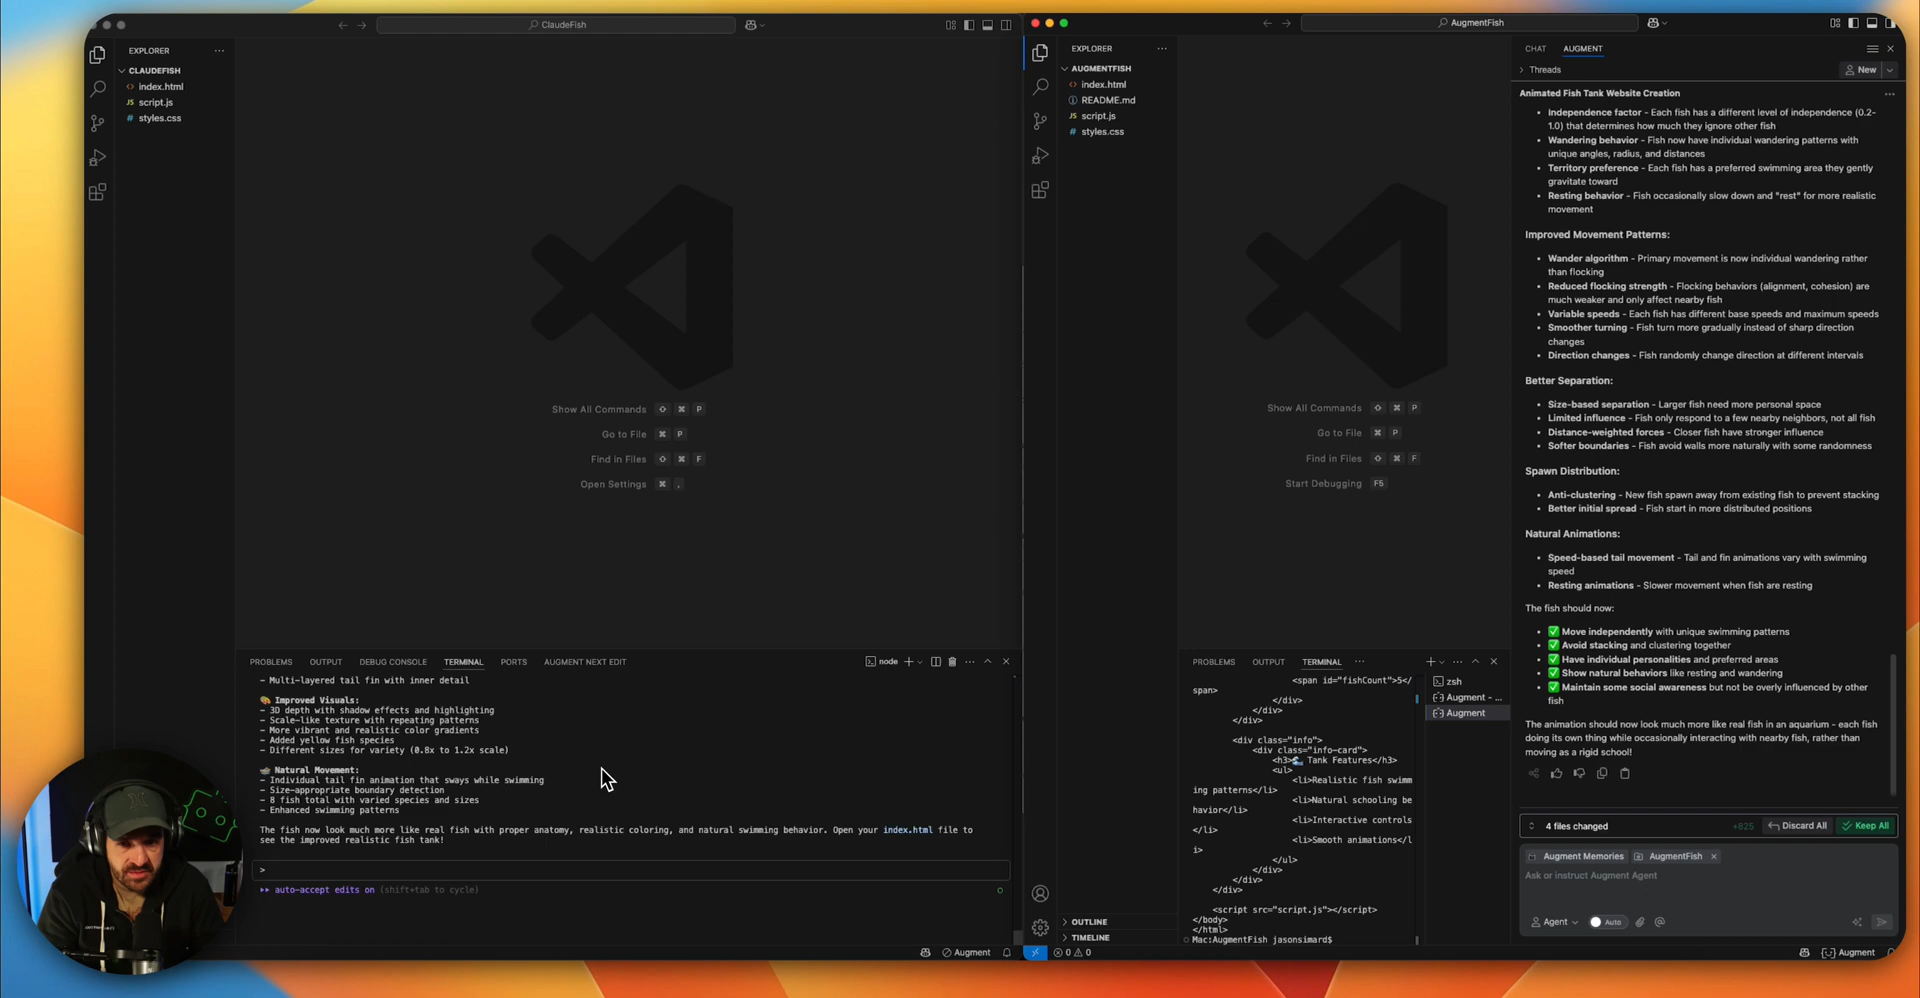 ClaudeFish
EXPLORER
CLAUDEFISH
index.html
JS script.js
styles.css
Show All Commands ⇧ ⌘ P
Go to File ⌘ P
Find in Files ⇧ ⌘ F
Open Settings ⌘ ,
PROBLEMS OUTPUT DEBUG CONSOLE TERMINAL PORTS AUGMENT NEXT EDIT
node
- Multi-layered tail fin with inner detail
🎨 Improved Visuals:
- 3D depth with shadow effects and highlighting
- Scale-like texture with repeating patterns
- More vibrant and realistic color gradients
- Added yellow fish species
- Different sizes for variety (0.8x to 1.2x scale)
Natural Movement:
- Individual tail fin animation that sways while swimming
- Size-appropriate boundary detection
- 8 fish total with varied species and sizes
- Enhanced swimming patterns
The fish now look much more like real fish with proper anatomy, realistic coloring, and natural swimming behavior. Open your index.html file to
see the improved realistic fish tank!
>
auto-accept edits on (shift+tab to cycle)
Augment
AugmentFish
EXPLORER
AUGMENTFISH
index.html
README.md
JS script.js
styles.css
Show All Commands ⇧ ⌘ P
Go to File ⌘ P
Find in Files ⇧ ⌘ F
Start Debugging F5
PROBLEMS OUTPUT TERMINAL
<span id="fishCount">5</
span>
</div>
</div>
</div>
<div class="info">
<div class="info-card">
<h3>🌊 Tank Features</h3>
<ul>
<li>Realistic fish swimm
ing patterns</li>
<li>Natural schooling be
havior</li>
<li>Interactive controls
</li>
<li>Smooth animations</l
i>
</ul>
</div>
</div>
</div>
<script src="script.js"></script>
</body>
</html>
Mac:AugmentFish jasonsimard$
zsh
Augment - ...
Augment
OUTLINE
TIMELINE
0 0
CHAT AUGMENT
Threads
New
Animated Fish Tank Website Creation
• Independence factor - Each fish has a different level of independence (0.2-
1.0) that determines how much they ignore other fish
• Wandering behavior - Fish now have individual wandering patterns with
unique angles, radius, and distances
• Territory preference - Each fish has a preferred swimming area they gently
gravitate toward
• Resting behavior - Fish occasionally slow down and "rest" for more realistic
movement
Improved Movement Patterns:
• Wander algorithm - Primary movement is now individual wandering rather
than flocking
• Reduced flocking strength - Flocking behaviors (alignment, cohesion) are
much weaker and only affect nearby fish
• Variable speeds - Each fish has different base speeds and maximum speeds
• Smoother turning - Fish turn more gradually instead of sharp direction
changes
• Direction changes - Fish randomly change direction at different intervals
Better Separation:
• Size-based separation - Larger fish need more personal space
• Limited influence - Fish only respond to a few nearby neighbors, not all fish
• Distance-weighted forces - Closer fish have stronger influence
• Softer boundaries - Fish avoid walls more naturally with some randomness
Spawn Distribution:
• Anti-clustering - New fish spawn away from existing fish to prevent stacking
• Better initial spread - Fish start in more distributed positions
Natural Animations:
• Speed-based tail movement - Tail and fin animations vary with swimming
speed
• Resting animations - Slower movement when fish are resting
The fish should now:
• ✅ Move independently with unique swimming patterns
• ✅ Avoid stacking and clustering together
• ✅ Have individual personalities and preferred areas
• ✅ Show natural behaviors like resting and wandering
• ✅ Maintain some social awareness but not be overly influenced by other
fish
The animation should now look much more like real fish in an aquarium - each fish
doing its own thing while occasionally interacting with nearby fish, rather than
moving as a rigid school!
4 files changed +825 Discard All Keep All
Augment Memories AugmentFish
Ask or instruct Augment Agent
Agent Auto
Augment